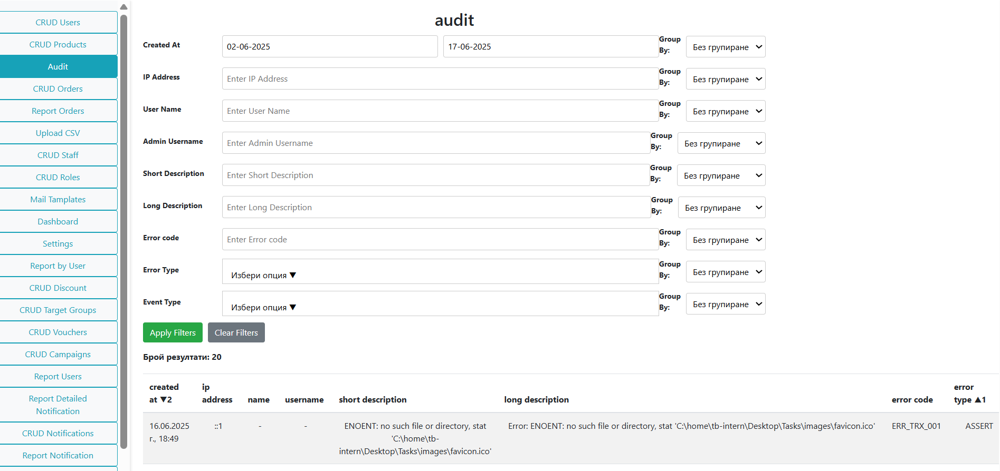 CRUD Users
CRUD Products
Audit
CRUD Orders
Report Orders
Upload CSV
CRUD Staff
CRUD Roles
Mail Tamplates
Dashboard
Settings
Report by User
CRUD Discount
CRUD Target Groups
CRUD Vouchers
CRUD Campaigns
Report Users
Report Detailed
Notification
CRUD Notifications
Report Notification
audit
Created At 02-06-2025 17-06-2025 Group By: Без групиране
IP Address Enter IP Address Group By: Без групиране
User Name Enter User Name Group By: Без групиране
Admin Username Enter Admin Username Group By: Без групиране
Short Description Enter Short Description Group By: Без групиране
Long Description Enter Long Description Group By: Без групиране
Error code Enter Error code Group By: Без групиране
Error Type Избери опция ▼ Group By: Без групиране
Event Type Избери опция ▼ Group By: Без групиране
Apply Filters Clear Filters
Брой резултати: 20
created at ▼2 ip address name username short description long description error code error type ▲1
16.06.2025 г., 18:49 ::1 - - ENOENT: no such file or directory, stat 'C:\home\tb-intern\Desktop\Tasks\images\favicon.ico' Error: ENOENT: no such file or directory, stat 'C:\home\tb-intern\Desktop\Tasks\images\favicon.ico' ERR_TRX_001 ASSERT